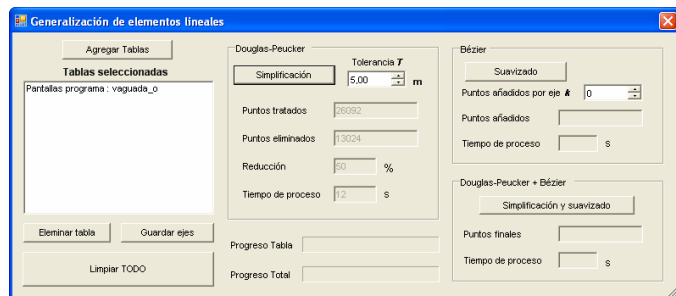 Generalización de elementos lineales
Agregar Tablas
Tablas seleccionadas
Pantallas programa : vaguada_o
Eleminar tabla
Guardar ejes
Limpiar TODO
Douglas-Peucker
Simplificación
Tolerancia T
5,00
m
Puntos tratados
26092
Puntos eliminados
13024
Reducción
50
%
Tiempo de proceso
12
s
Progreso Tabla
Progreso Total
Bézier
Suavizado
Puntos añadidos por eje k
0
Puntos añadidos
Tiempo de proceso
s
Douglas-Peucker + Bézier
Simplificación y suavizado
Puntos finales
Tiempo de proceso
s